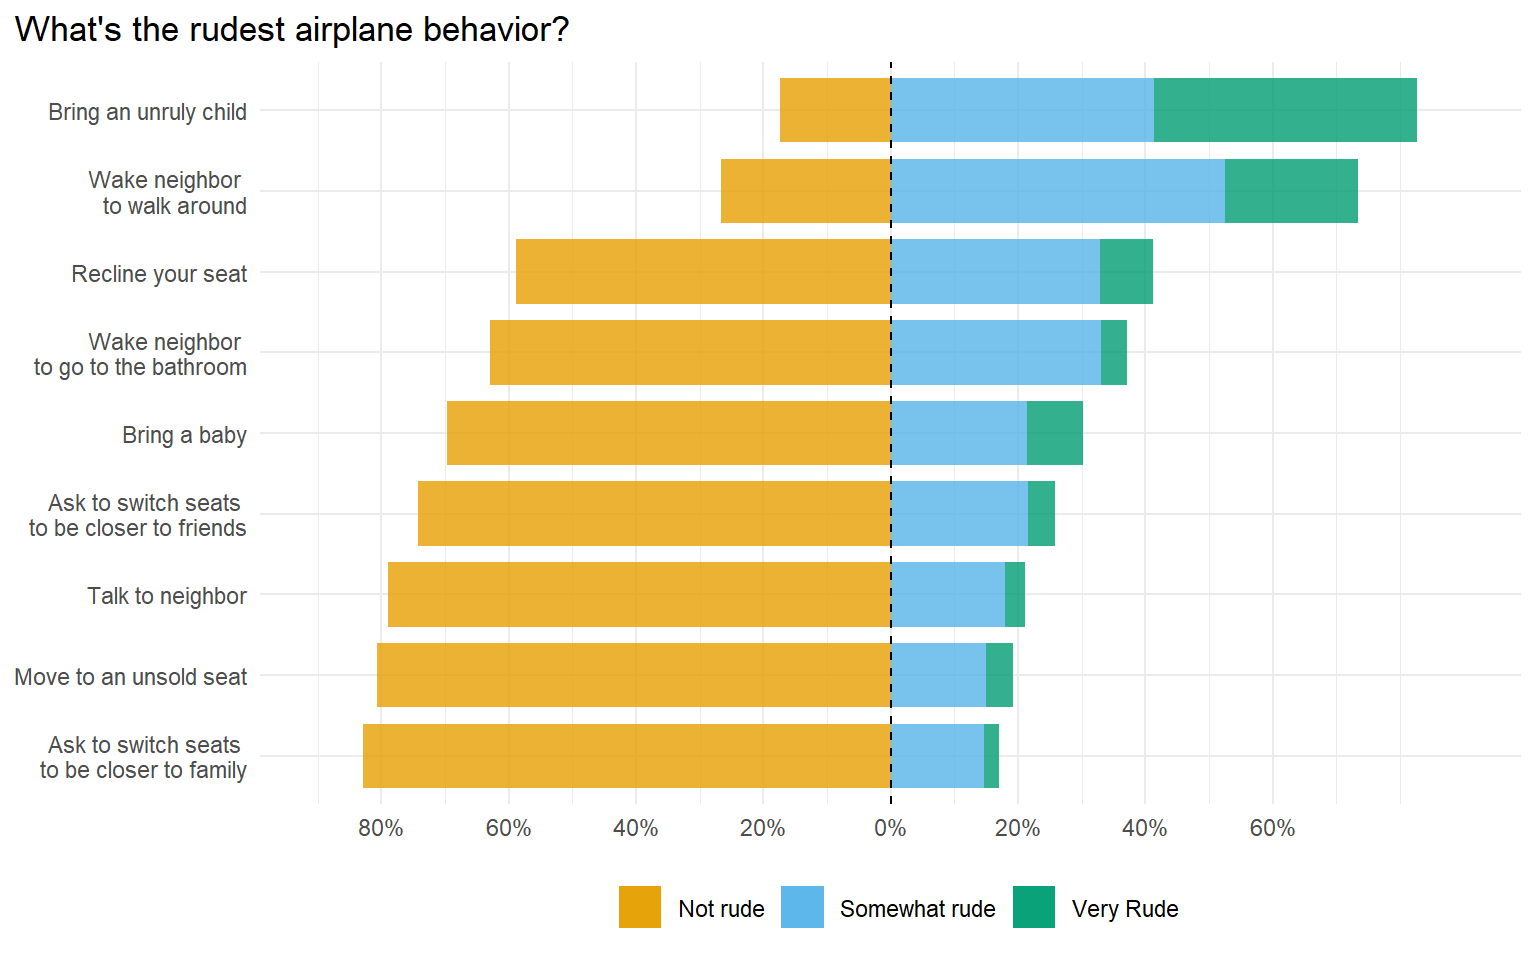 What's the rudest airplane behavior?
Bring an unruly child
Wake neighbor
to walk around
Recline your seat
Wake neighbor
to go to the bathroom
Bring a baby
Ask to switch seats
to be closer to friends
Talk to neighbor
Move to an unsold seat
Ask to switch seats
to be closer to family
80% 60% 40% 20% 0% 20% 40% 60%
Not rude Somewhat rude Very Rude